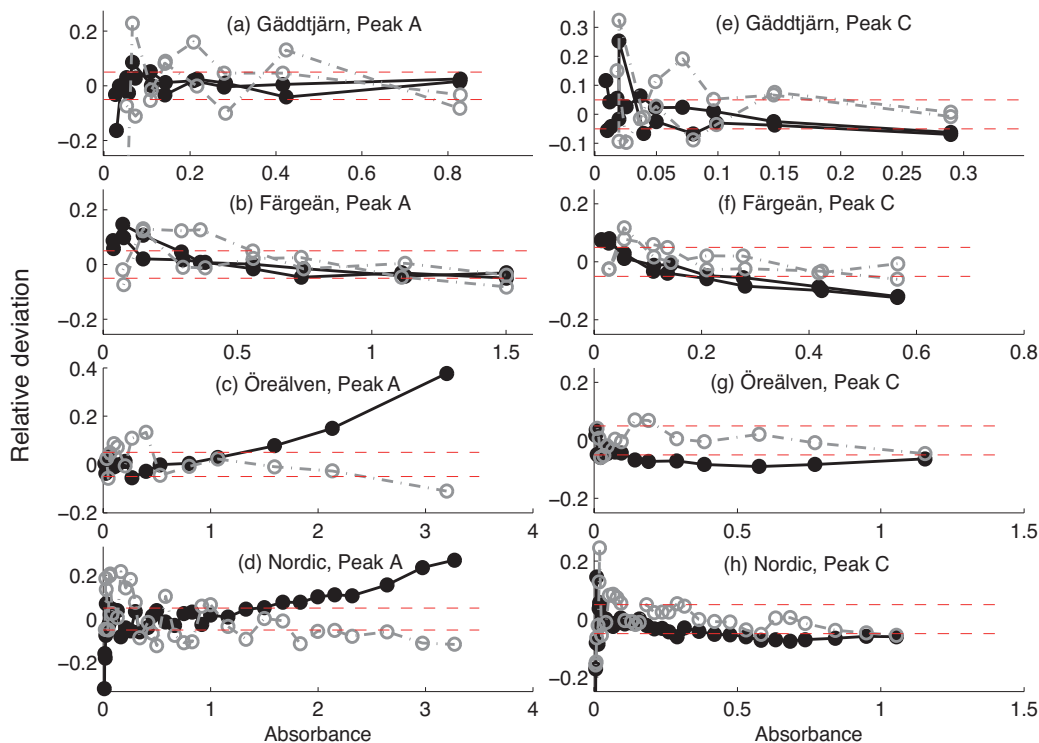 Relative deviation
(a) Gäddtjärn, Peak A
0.2
0
−0.2
0 0.2 0.4 0.6 0.8
(e) Gäddtjärn, Peak C
0.3
0.2
0.1
0
−0.1
0 0.05 0.1 0.15 0.2 0.25 0.3
(b) Färgeän, Peak A
0.2
0
−0.2
0 0.5 1 1.5
(f) Färgeän, Peak C
0.2
0
−0.2
0 0.2 0.4 0.6 0.8
(c) Öreälven, Peak A
0.4
0.2
0
−0.2
0 1 2 3 4
(g) Öreälven, Peak C
0.2
0
−0.2
0 0.5 1 1.5
(d) Nordic, Peak A
0.2
0
−0.2
0 1 2 3 4
Absorbance
(h) Nordic, Peak C
0.2
0
−0.2
0 0.5 1 1.5
Absorbance